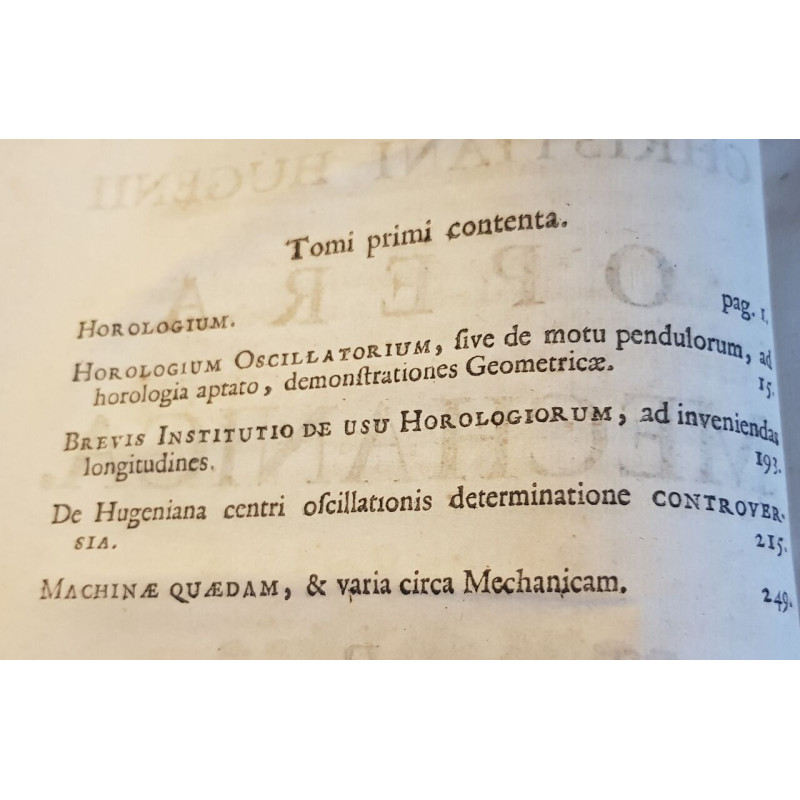 Tomi primi contenta.
HOROLOGIUM. pag. 1.
HOROLOGIUM OSCILLATORIUM, ſive de motu pendulorum, ad
horologia aptato, demonſtrationes Geometricæ. 15.
BREVIS INSTITUTIO DE USU HOROLOGIORUM, ad inveniendas
longitudines. 193.
De Hugeniana centri oſcillationis determinatione CONTROVER-
SIA. 215.
MACHINÆ QUÆDAM, & varia circa Mechanicam. 249.